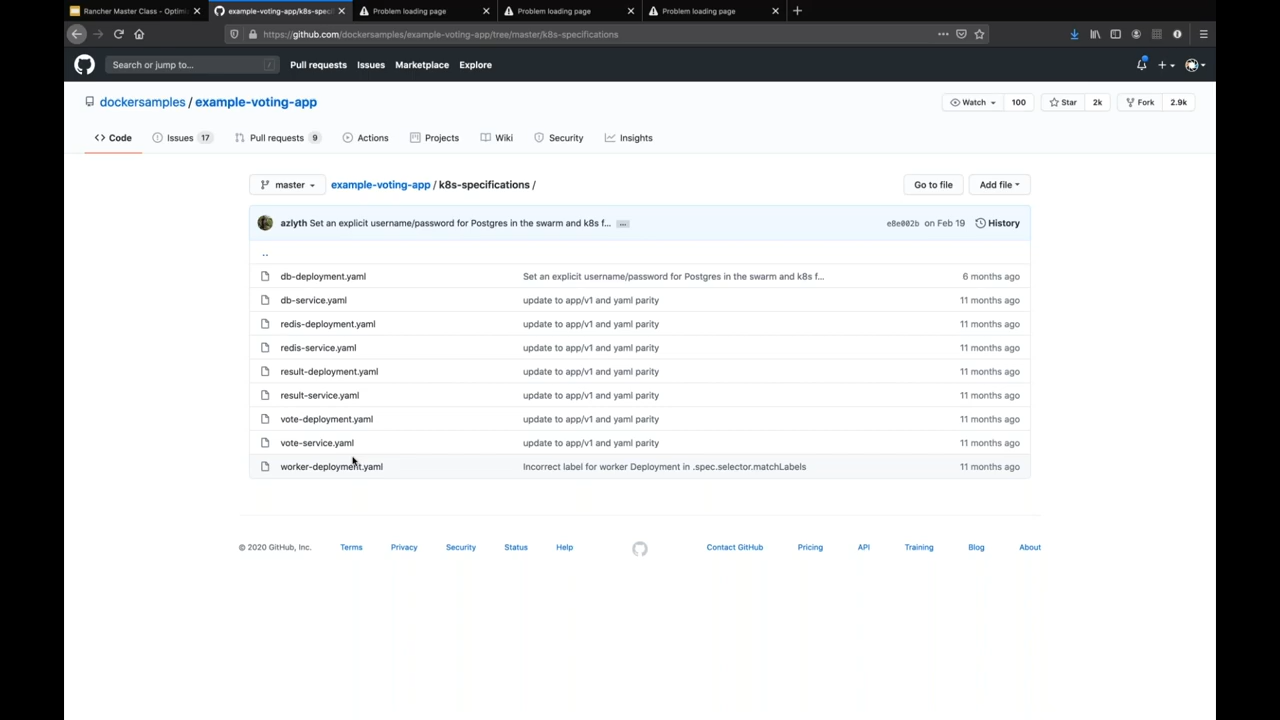 Rancher Master Class - Optimi
example-voting-app/k8s-specifi
Problem loading page
Problem loading page
Problem loading page
https://github.com/dockersamples/example-voting-app/tree/master/k8s-specifications
Search or jump to...
/
Pull requests
Issues
Marketplace
Explore
dockersamples / example-voting-app
Watch
100
Star
2k
Fork
2.9k
Code
Issues
17
Pull requests
9
Actions
Projects
Wiki
Security
Insights
master
example-voting-app / k8s-specifications /
Go to file
Add file
azlyth Set an explicit username/password for Postgres in the swarm and k8s f...
...
e8e002b on Feb 19
History
..
db-deployment.yaml
Set an explicit username/password for Postgres in the swarm and k8s f...
6 months ago
db-service.yaml
update to app/v1 and yaml parity
11 months ago
redis-deployment.yaml
update to app/v1 and yaml parity
11 months ago
redis-service.yaml
update to app/v1 and yaml parity
11 months ago
result-deployment.yaml
update to app/v1 and yaml parity
11 months ago
result-service.yaml
update to app/v1 and yaml parity
11 months ago
vote-deployment.yaml
update to app/v1 and yaml parity
11 months ago
vote-service.yaml
update to app/v1 and yaml parity
11 months ago
worker-deployment.yaml
Incorrect label for worker Deployment in .spec.selector.matchLabels
11 months ago
© 2020 GitHub, Inc.
Terms
Privacy
Security
Status
Help
Contact GitHub
Pricing
API
Training
Blog
About